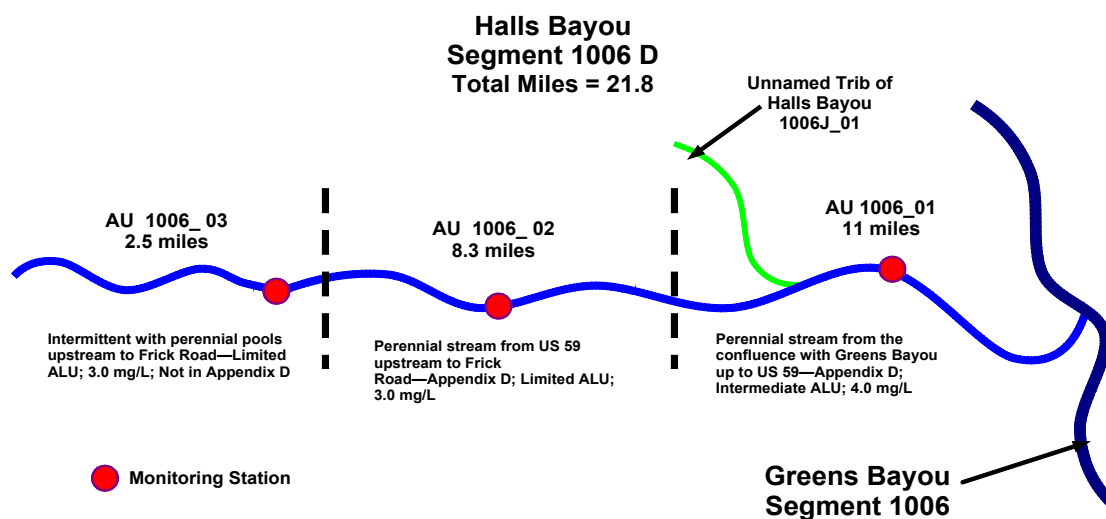 Halls Bayou
Segment 1006 D
Total Miles = 21.8
Unnamed Trib of
Halls Bayou
1006J_01
AU  1006_ 03
2.5 miles
AU  1006_ 02
8.3 miles
AU 1006_01
11 miles
Intermittent with perennial pools
upstream to Frick Road—Limited
ALU; 3.0 mg/L; Not in Appendix D
Perennial stream from US 59
upstream to Frick
Road—Appendix D; Limited ALU;
3.0 mg/L
Perennial stream from the
confluence with Greens Bayou
up to US 59—Appendix D;
Intermediate ALU; 4.0 mg/L
Monitoring Station
Greens Bayou
Segment 1006